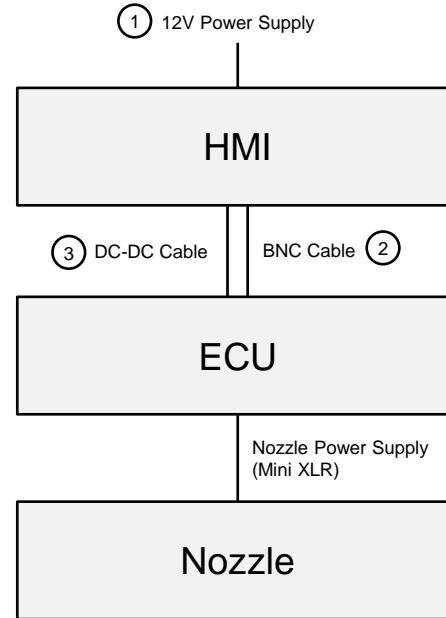 1 12V Power Supply
HMI
3 DC-DC Cable BNC Cable 2
ECU
Nozzle Power Supply
(Mini XLR)
Nozzle